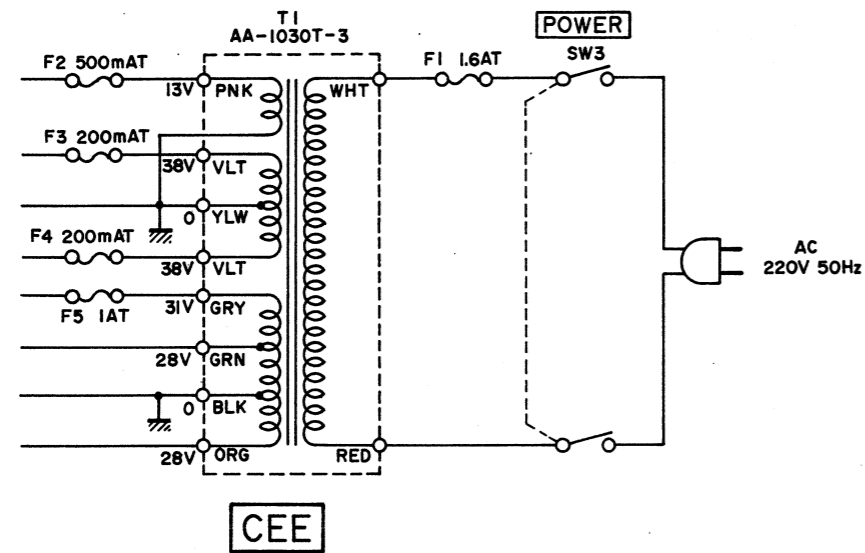 T1
AA-1030T-3
POWER
SW3
F2 500mAT
F1 1.6AT
13V PNK
WHT
F3 200mAT
38V VLT
0 YLW
F4 200mAT
38V VLT
AC
220V 50Hz
31V GRY
F5 1AT
28V GRN
0 BLK
28V ORG
RED
CEE